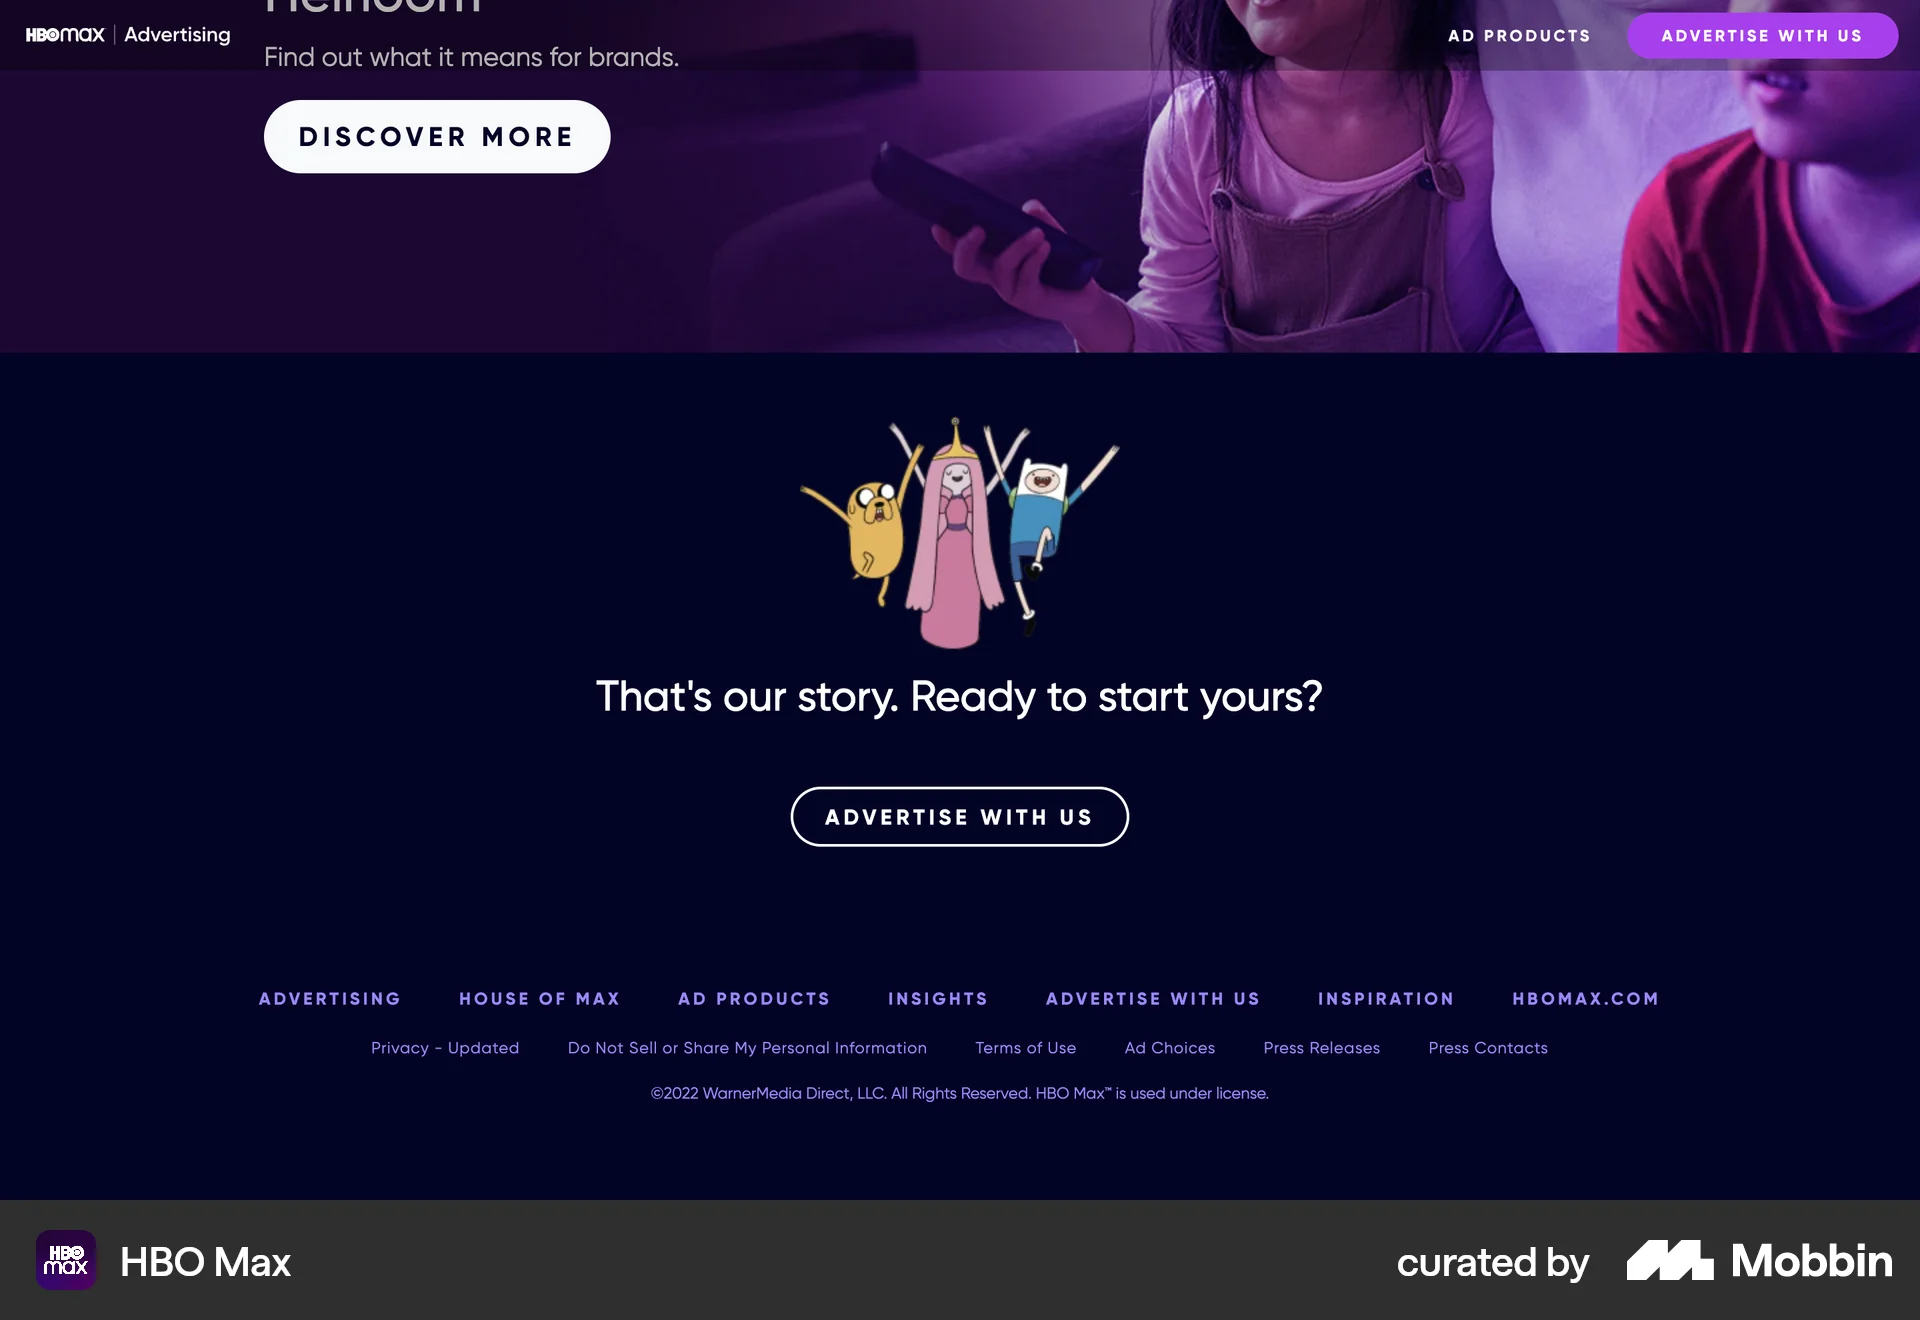 Heirloom
HBOmax | Advertising
AD PRODUCTS
ADVERTISE WITH US
Find out what it means for brands.
DISCOVER MORE
That's our story. Ready to start yours?
ADVERTISE WITH US
ADVERTISING HOUSE OF MAX AD PRODUCTS INSIGHTS ADVERTISE WITH US INSPIRATION HBOMAX.COM
Privacy - Updated Do Not Sell or Share My Personal Information Terms of Use Ad Choices Press Releases Press Contacts
©2022 WarnerMedia Direct, LLC. All Rights Reserved. HBO Max™ is used under license.
HBO
max
HBO Max
curated by
Mobbin